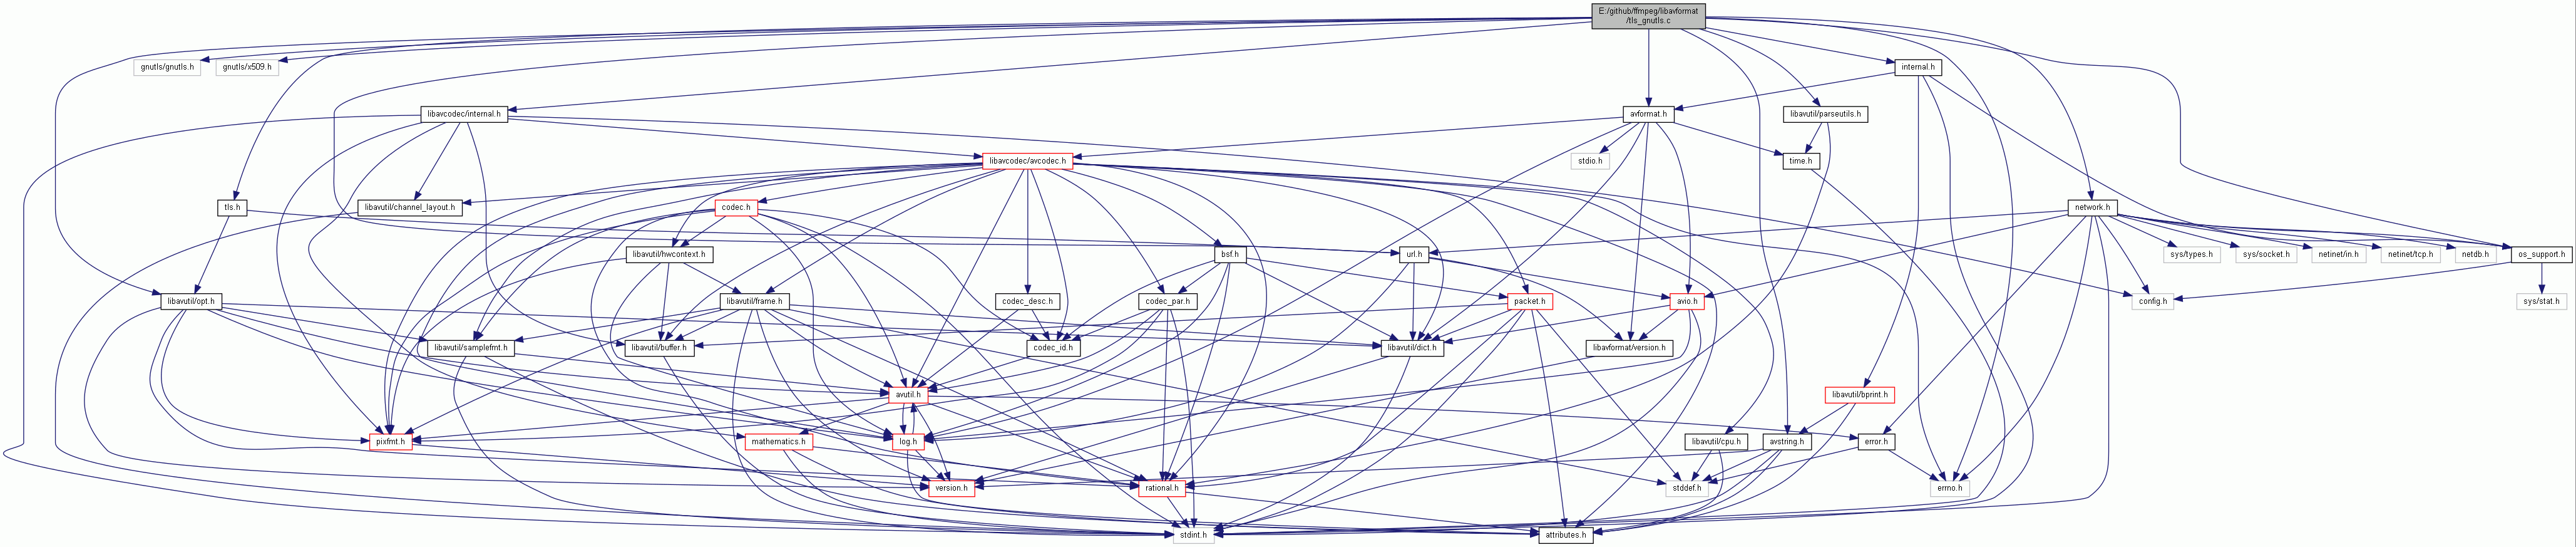 E:/github/ffmpeg/libavformat
/tls_gnutls.c
gnutls/gnutls.h
gnutls/x509.h
internal.h
libavcodec/internal.h
avformat.h
libavutil/parseutils.h
libavcodec/avcodec.h
stdio.h
time.h
tls.h
libavutil/channel_layout.h
codec.h
network.h
libavutil/hwcontext.h
bsf.h
url.h
sys/types.h
sys/socket.h
netinet/in.h
netinet/tcp.h
netdb.h
os_support.h
libavutil/opt.h
libavutil/frame.h
codec_desc.h
codec_par.h
packet.h
avio.h
config.h
sys/stat.h
libavutil/samplefmt.h
libavutil/buffer.h
codec_id.h
libavutil/dict.h
libavformat/version.h
avutil.h
libavutil/bprint.h
pixfmt.h
mathematics.h
log.h
libavutil/cpu.h
avstring.h
error.h
version.h
rational.h
stddef.h
errno.h
stdint.h
attributes.h